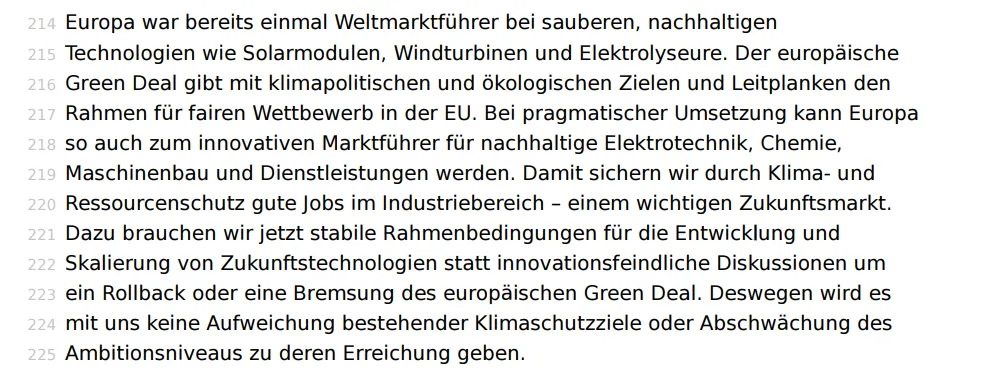 214 Europa war bereits einmal Weltmarktführer bei sauberen, nachhaltigen
215 Technologien wie Solarmodulen, Windturbinen und Elektrolyseure. Der europäische
216 Green Deal gibt mit klimapolitischen und ökologischen Zielen und Leitplanken den
217 Rahmen für fairen Wettbewerb in der EU. Bei pragmatischer Umsetzung kann Europa
218 so auch zum innovativen Marktführer für nachhaltige Elektrotechnik, Chemie,
219 Maschinenbau und Dienstleistungen werden. Damit sichern wir durch Klima- und
220 Ressourcenschutz gute Jobs im Industriebereich – einem wichtigen Zukunftsmarkt.
221 Dazu brauchen wir jetzt stabile Rahmenbedingungen für die Entwicklung und
222 Skalierung von Zukunftstechnologien statt innovationsfeindliche Diskussionen um
223 ein Rollback oder eine Bremsung des europäischen Green Deal. Deswegen wird es
224 mit uns keine Aufweichung bestehender Klimaschutzziele oder Abschwächung des
225 Ambitionsniveaus zu deren Erreichung geben.